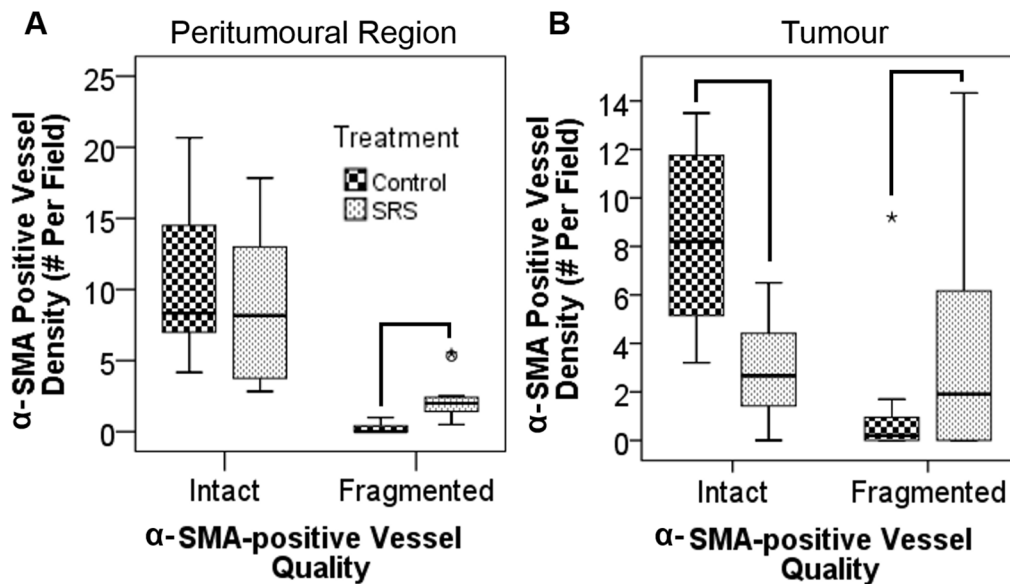 A
Peritumoural Region
α-SMA Positive Vessel
Density (# Per Field)
25
20
15
10
5
0
Treatment
Control
SRS
*
Intact
Fragmented
α-SMA-positive Vessel
Quality
B
Tumour
α-SMA Positive Vessel
Density (# Per Field)
14
12
10
8
6
4
2
0
*
Intact
Fragmented
α-SMA-positive Vessel
Quality